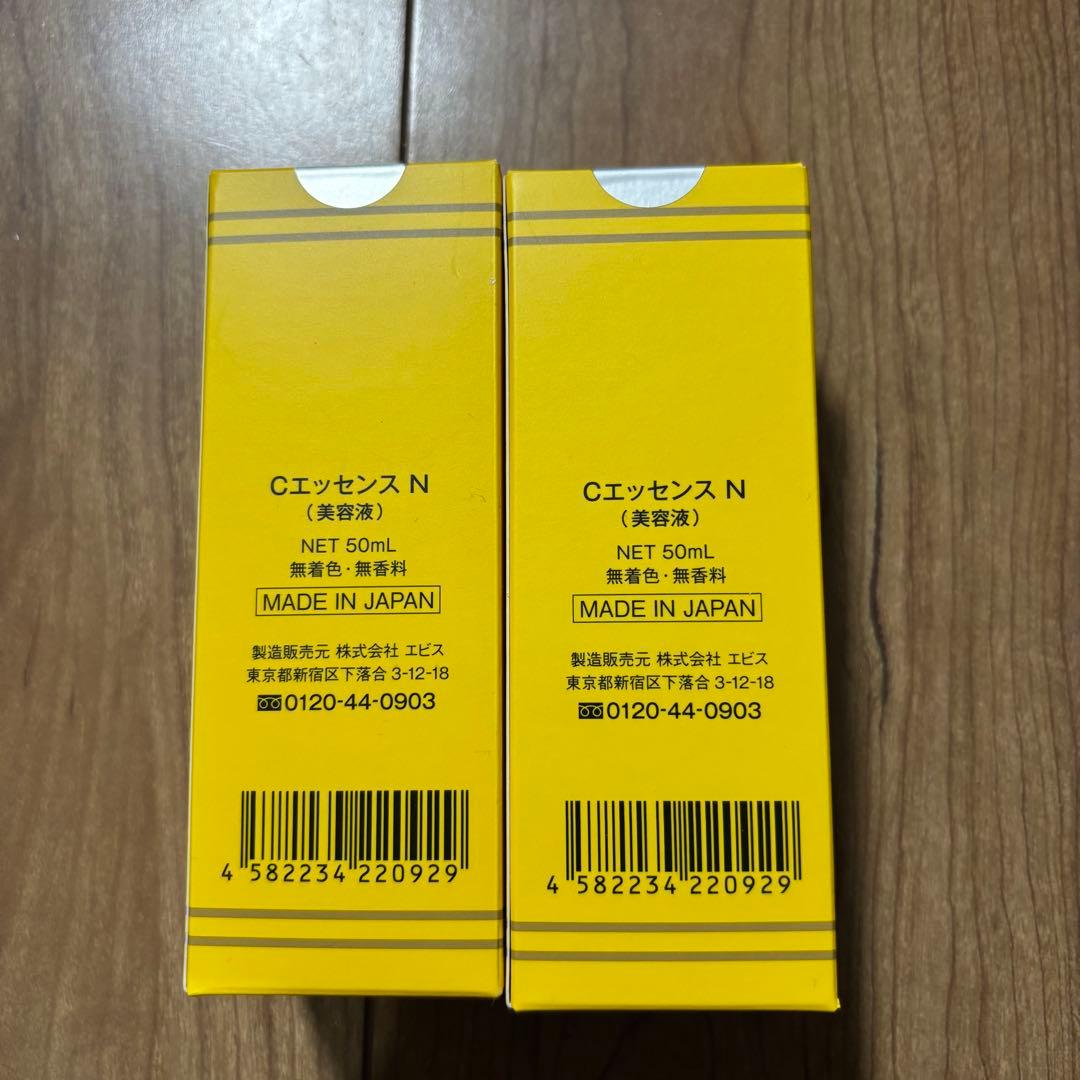 Cエッセンス N
（美容液）
NET 50mL
無着色・無香料
MADE IN JAPAN
製造販売元 株式会社 エビス
東京都新宿区下落合 3-12-18
0120-44-0903
4 582234 220929
Cエッセンス N
（美容液）
NET 50mL
無着色・無香料
MADE IN JAPAN
製造販売元 株式会社 エビス
東京都新宿区下落合 3-12-18
0120-44-0903
4 582234 220929